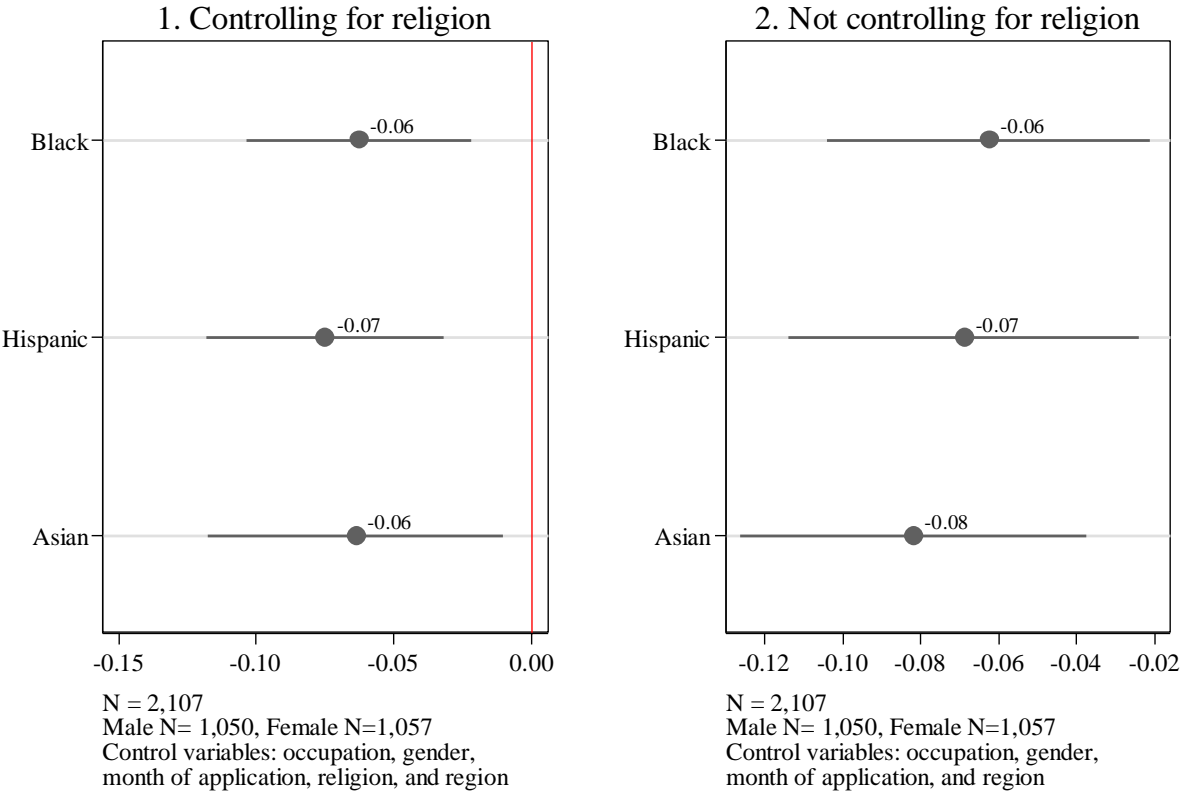 1. Controlling for religion
Black
-0.06
Hispanic
-0.07
Asian
-0.06
-0.15 -0.10 -0.05 0.00
N = 2,107
Male N= 1,050, Female N=1,057
Control variables: occupation, gender,
month of application, religion, and region
2. Not controlling for religion
Black
-0.06
Hispanic
-0.07
Asian
-0.08
-0.12 -0.10 -0.08 -0.06 -0.04 -0.02
N = 2,107
Male N= 1,050, Female N=1,057
Control variables: occupation, gender,
month of application, and region